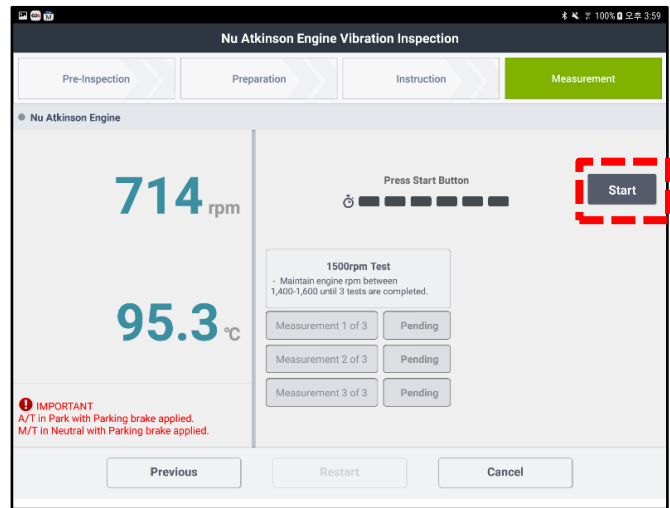 100% 오후 3:59
Nu Atkinson Engine Vibration Inspection
Pre-Inspection
Preparation
Instruction
Measurement
Nu Atkinson Engine
714 rpm
Press Start Button
Start
1500rpm Test
- Maintain engine rpm between
1,400-1,600 until 3 tests are completed.
95.3 ℃
Measurement 1 of 3
Pending
Measurement 2 of 3
Pending
Measurement 3 of 3
Pending
IMPORTANT
A/T in Park with Parking brake applied.
M/T in Neutral with Parking brake applied.
Previous
Restart
Cancel